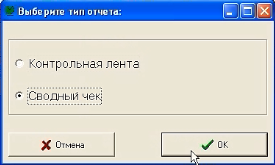 Выберите тип отчета:
Контрольная лента
Сводный чек
Отмена
OK